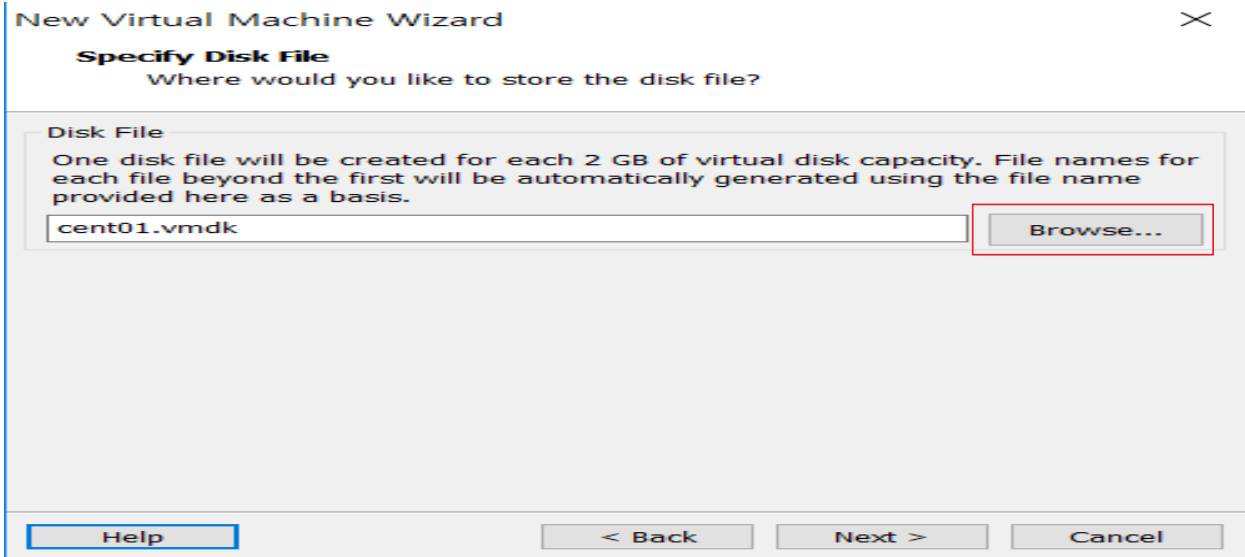 New Virtual Machine Wizard
Specify Disk File
Where would you like to store the disk file?
Disk File
One disk file will be created for each 2 GB of virtual disk capacity. File names for
each file beyond the first will be automatically generated using the file name
provided here as a basis.
cent01.vmdk
Browse...
Help
< Back
Next >
Cancel